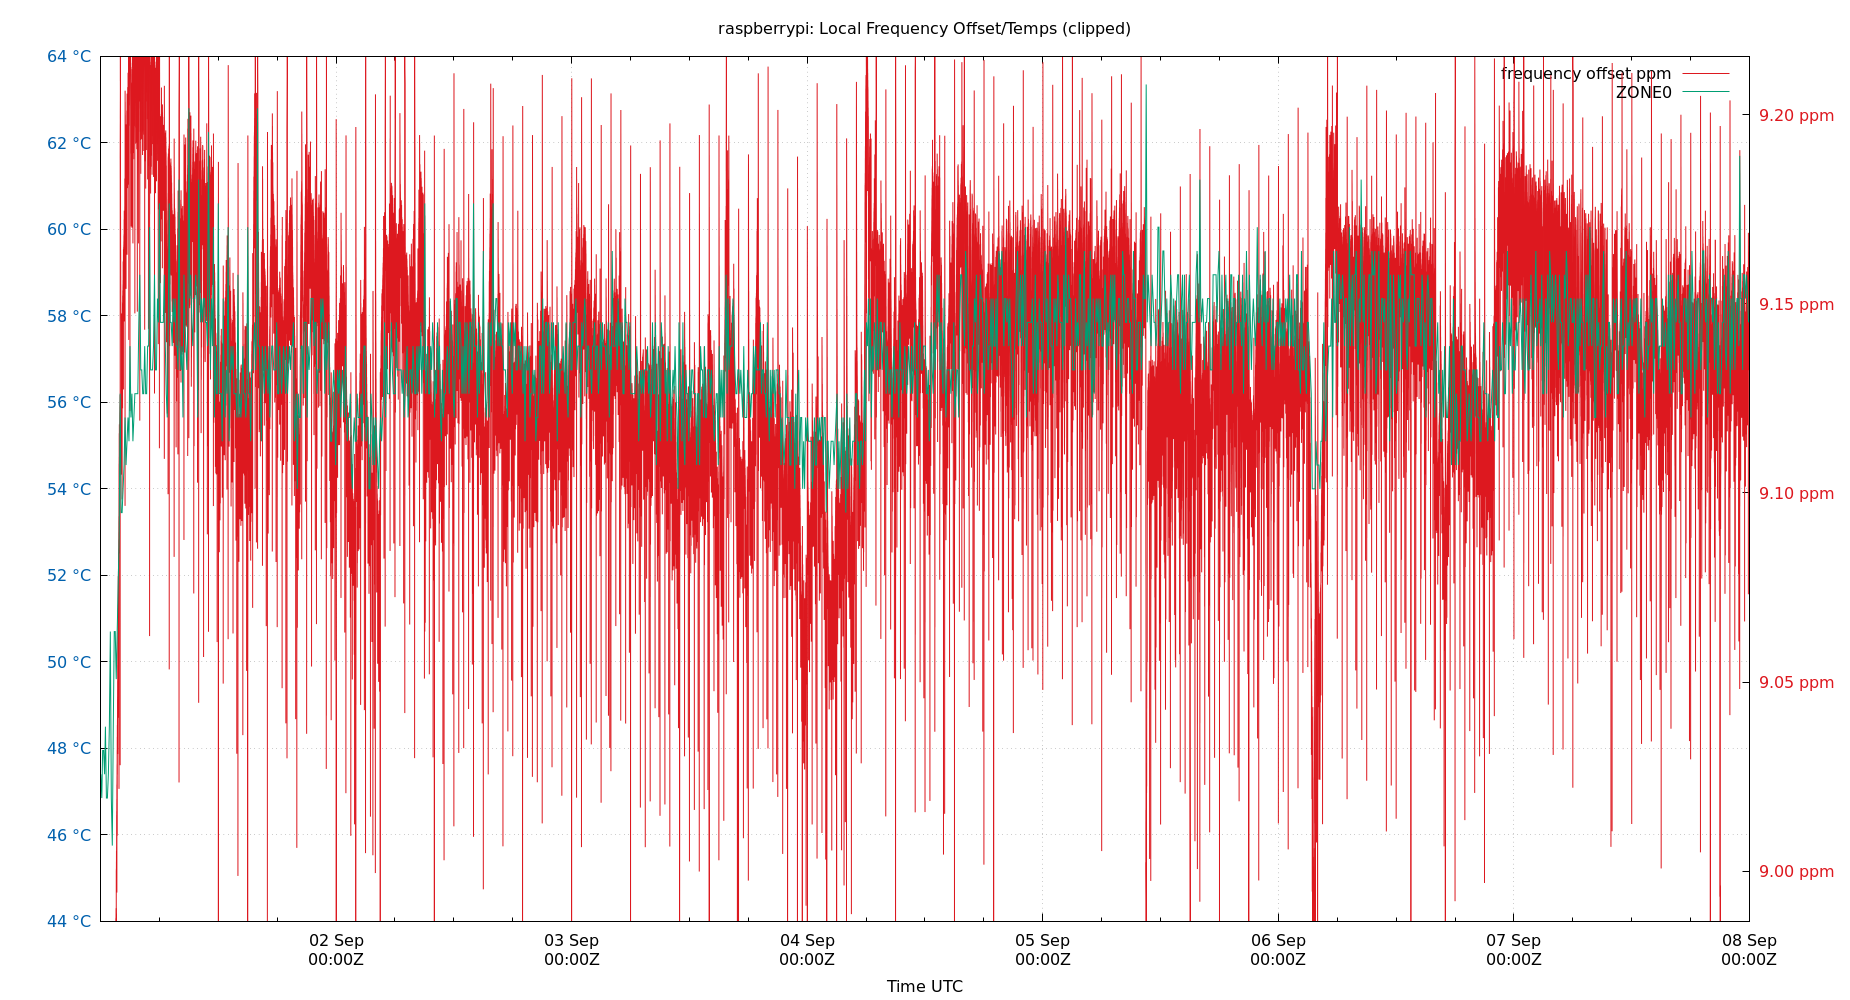 raspberrypi: Local Frequency Offset/Temps (clipped)
64 °C
62 °C
60 °C
58 °C
56 °C
54 °C
52 °C
50 °C
48 °C
46 °C
44 °C
frequency offset ppm
ZONE0
9.20 ppm
9.15 ppm
9.10 ppm
9.05 ppm
9.00 ppm
02 Sep
00:00Z
03 Sep
00:00Z
04 Sep
00:00Z
05 Sep
00:00Z
06 Sep
00:00Z
07 Sep
00:00Z
08 Sep
00:00Z
Time UTC